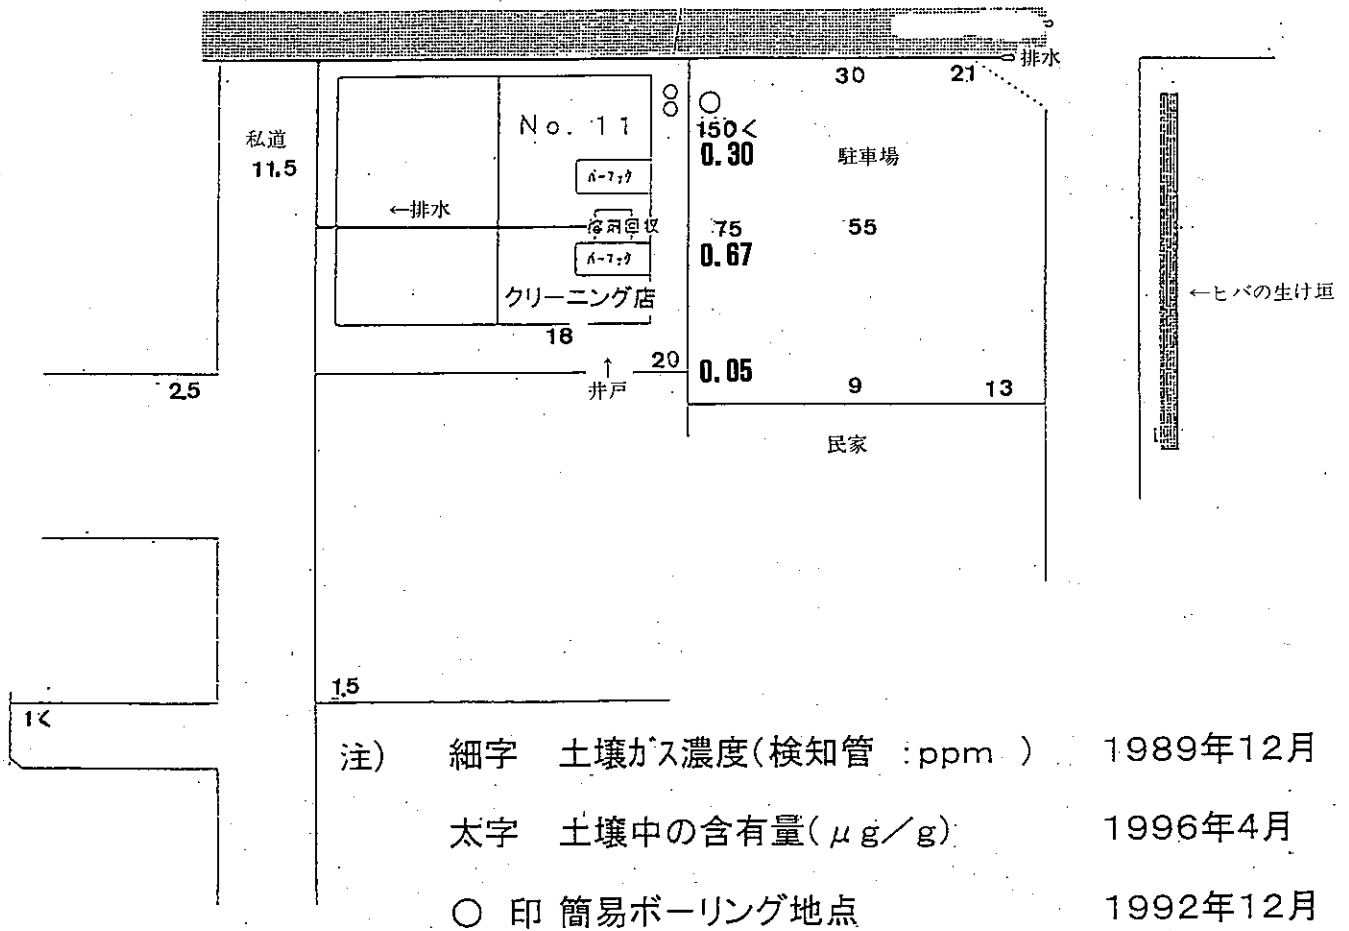 排水
30
21
私道
11.5
No. 11
150<
0.30
駐車場
パーマック
←排水
溶剤回収
75
55
0.67
パーマック
←ヒバの生け垣
クリーニング店
18
↑
井戸
20
0.05
9
13
2.5
民家
1.5
1<
注) 細字 土壌ガス濃度(検知管 :ppm ) 1989年12月
太字 土壌中の含有量(μg/g) 1996年4月
○ 印 簡易ボーリング地点 1992年12月